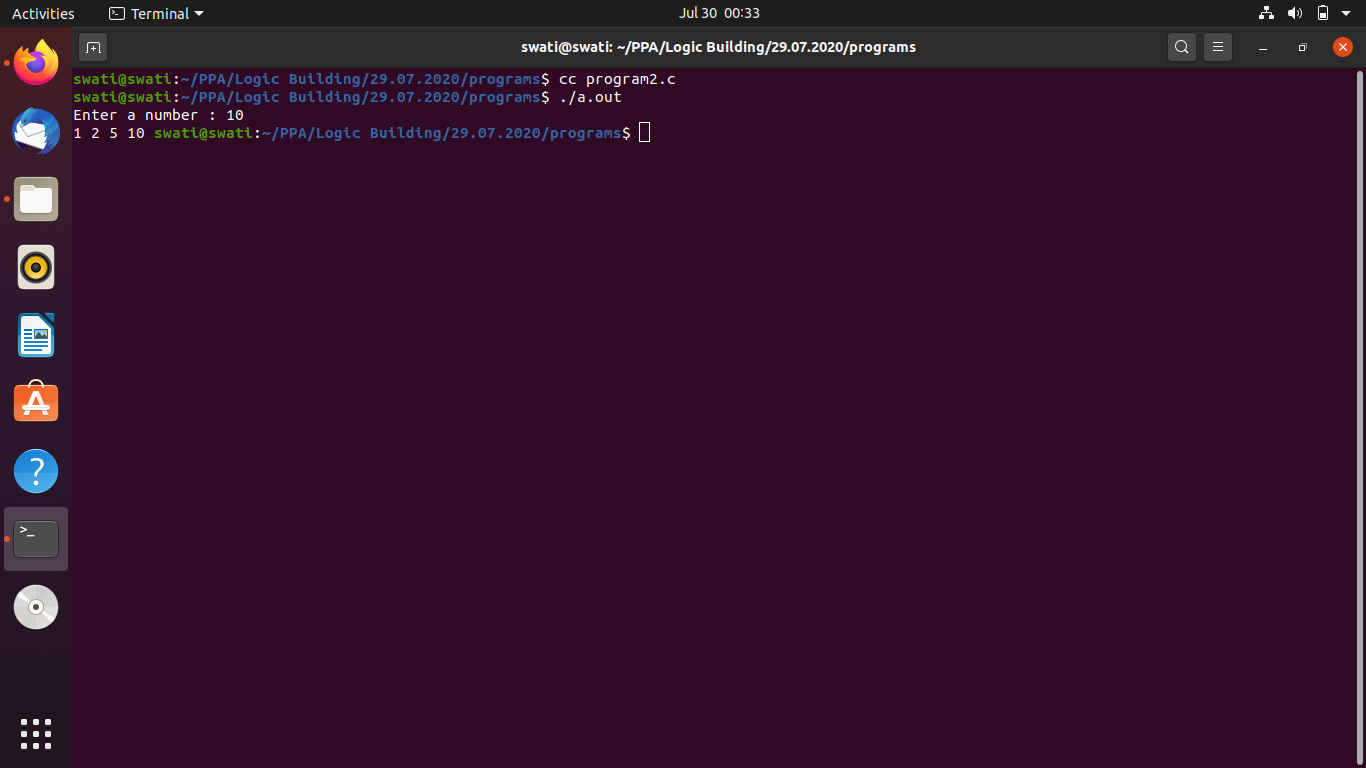 Activities Terminal Jul 30 00:33
swati@swati: ~/PPA/Logic Building/29.07.2020/programs
swati@swati:~/PPA/Logic Building/29.07.2020/programs$ cc program2.c
swati@swati:~/PPA/Logic Building/29.07.2020/programs$ ./a.out
Enter a number : 10
1 2 5 10 swati@swati:~/PPA/Logic Building/29.07.2020/programs$